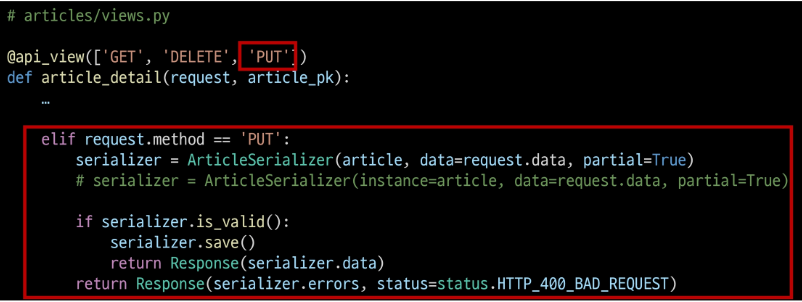 # articles/views.py
@api_view(['GET', 'DELETE', 'PUT'])
def article_detail(request, article_pk):
…
elif request.method == 'PUT':
serializer = ArticleSerializer(article, data=request.data, partial=True)
# serializer = ArticleSerializer(instance=article, data=request.data, partial=True)
if serializer.is_valid():
serializer.save()
return Response(serializer.data)
return Response(serializer.errors, status=status.HTTP_400_BAD_REQUEST)